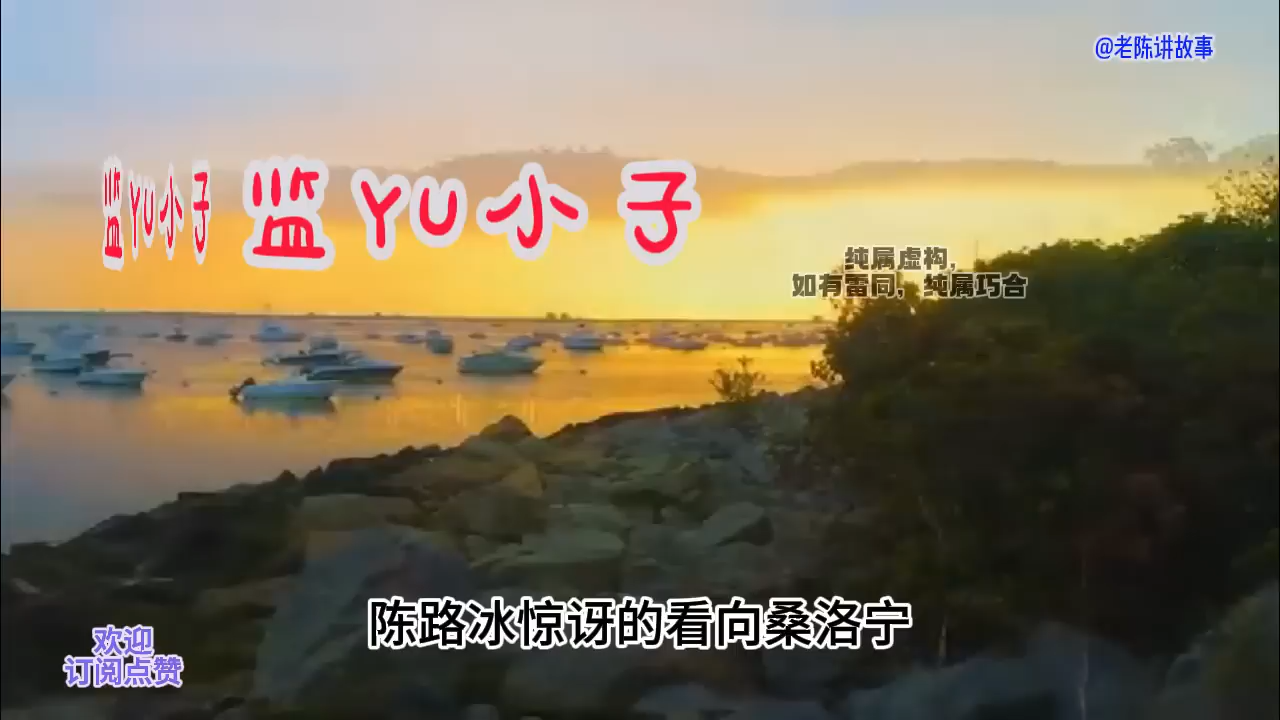 @老陈讲故事
监YU小子
监YU小子
纯属虚构，
如有雷同，纯属巧合
陈路冰惊讶的看向桑洛宁
欢迎
订阅点赞